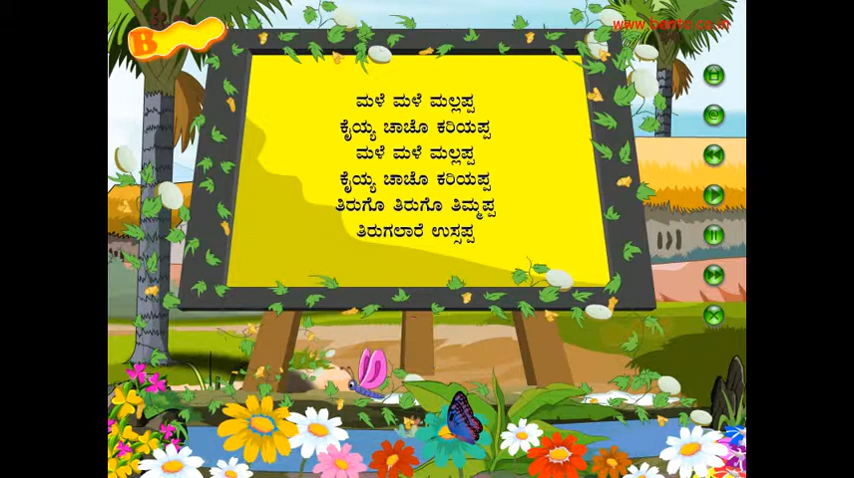 www.bento.co.in
B
ಮಳೆ ಮಳೆ ಮಲ್ಲಪ್ಪ
ಕೈಯ್ಯ ಚಾಚೊ ಕರಿಯಪ್ಪ
ಮಳೆ ಮಳೆ ಮಲ್ಲಪ್ಪ
ಕೈಯ್ಯ ಚಾಚೊ ಕರಿಯಪ್ಪ
ತಿರುಗೊ ತಿರುಗೊ ತಿಮ್ಮಪ್ಪ
ತಿರುಗಲಾರೆ ಉಸ್ಸಪ್ಪ